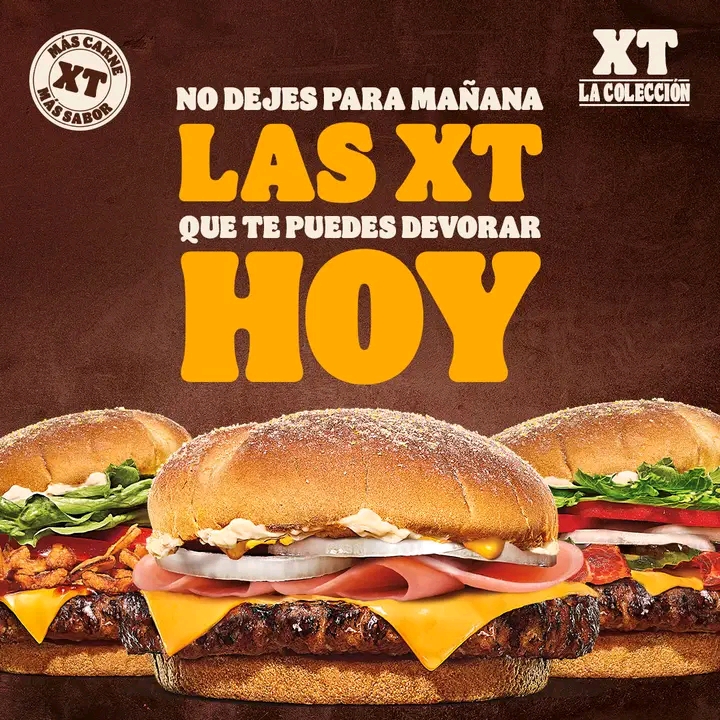 MÁS CARNE
XT
MÁS SABOR
XT
LA COLECCIÓN
NO DEJES PARA MAÑANA
LAS XT
QUE TE PUEDES DEVORAR
HOY